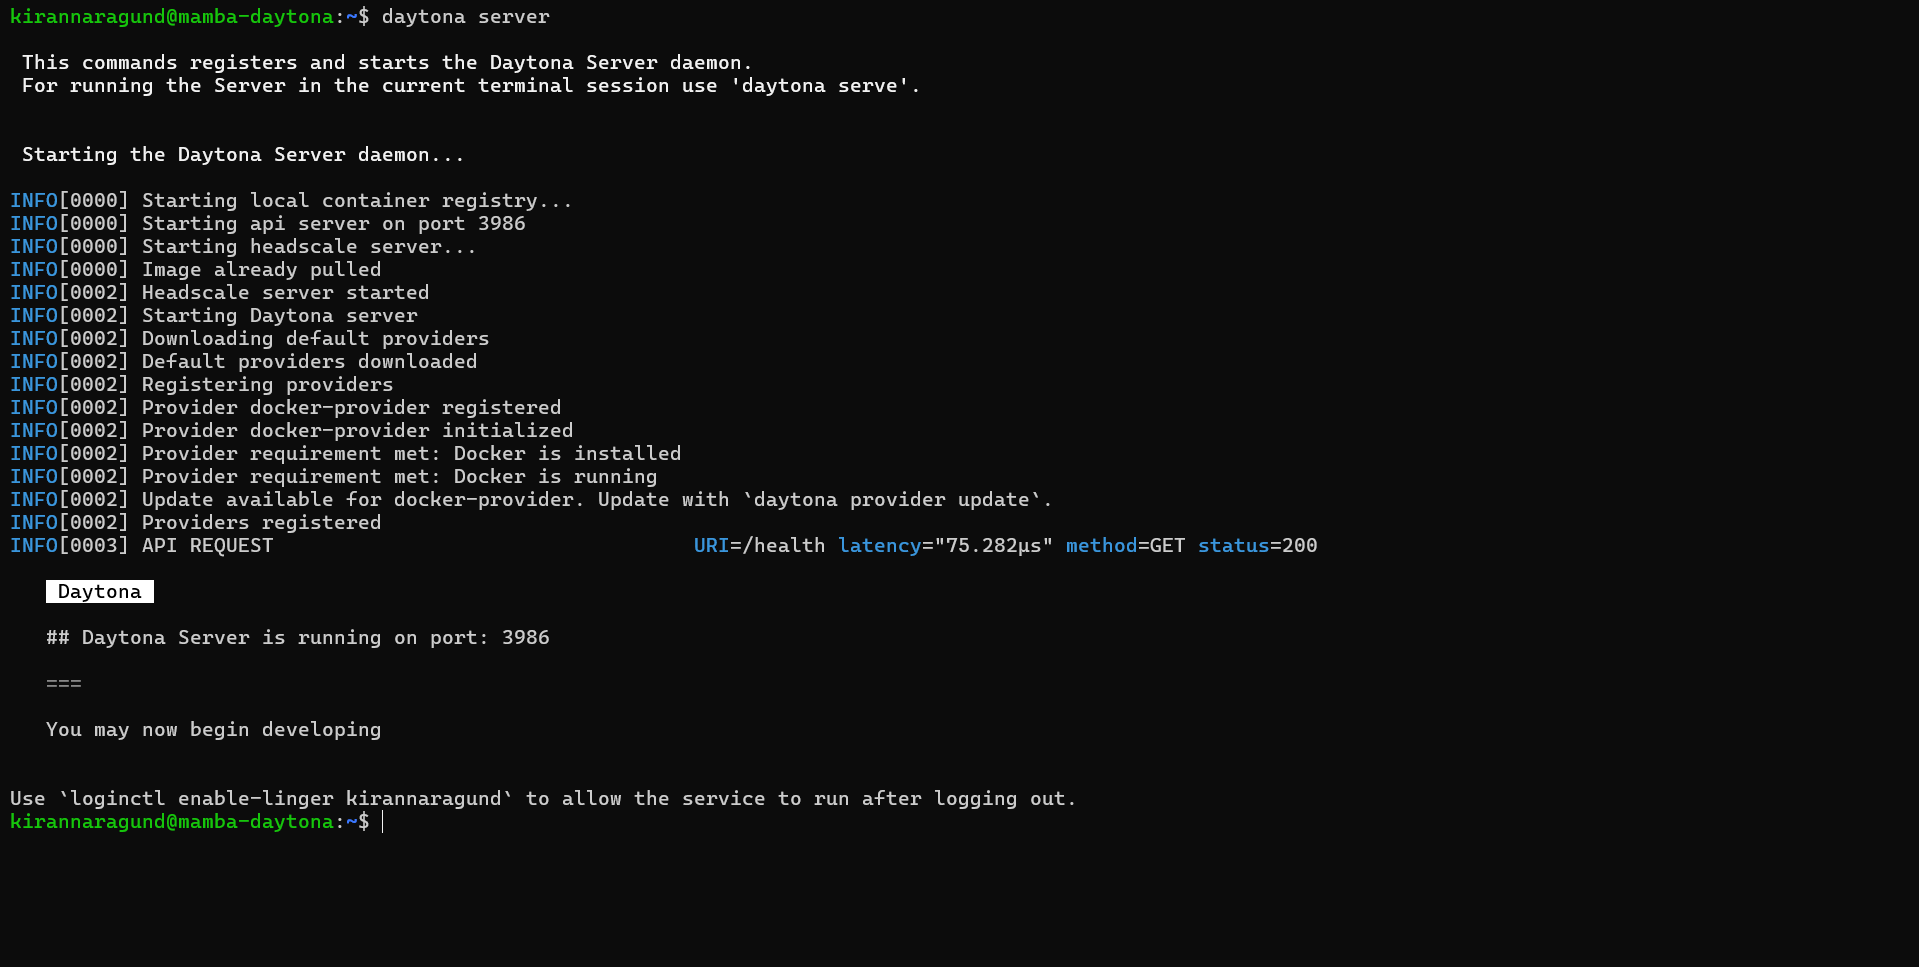 kirannaragund@mamba-daytona:~$ daytona server
This commands registers and starts the Daytona Server daemon.
For running the Server in the current terminal session use 'daytona serve'.
Starting the Daytona Server daemon...
INFO[0000] Starting local container registry...
INFO[0000] Starting api server on port 3986
INFO[0000] Starting headscale server...
INFO[0000] Image already pulled
INFO[0002] Headscale server started
INFO[0002] Starting Daytona server
INFO[0002] Downloading default providers
INFO[0002] Default providers downloaded
INFO[0002] Registering providers
INFO[0002] Provider docker-provider registered
INFO[0002] Provider docker-provider initialized
INFO[0002] Provider requirement met: Docker is installed
INFO[0002] Provider requirement met: Docker is running
INFO[0002] Update available for docker-provider. Update with `daytona provider update`.
INFO[0002] Providers registered
INFO[0003] API REQUEST URI=/health latency="75.282µs" method=GET status=200
Daytona
## Daytona Server is running on port: 3986
===
You may now begin developing
Use `loginctl enable-linger kirannaragund` to allow the service to run after logging out.
kirannaragund@mamba-daytona:~$